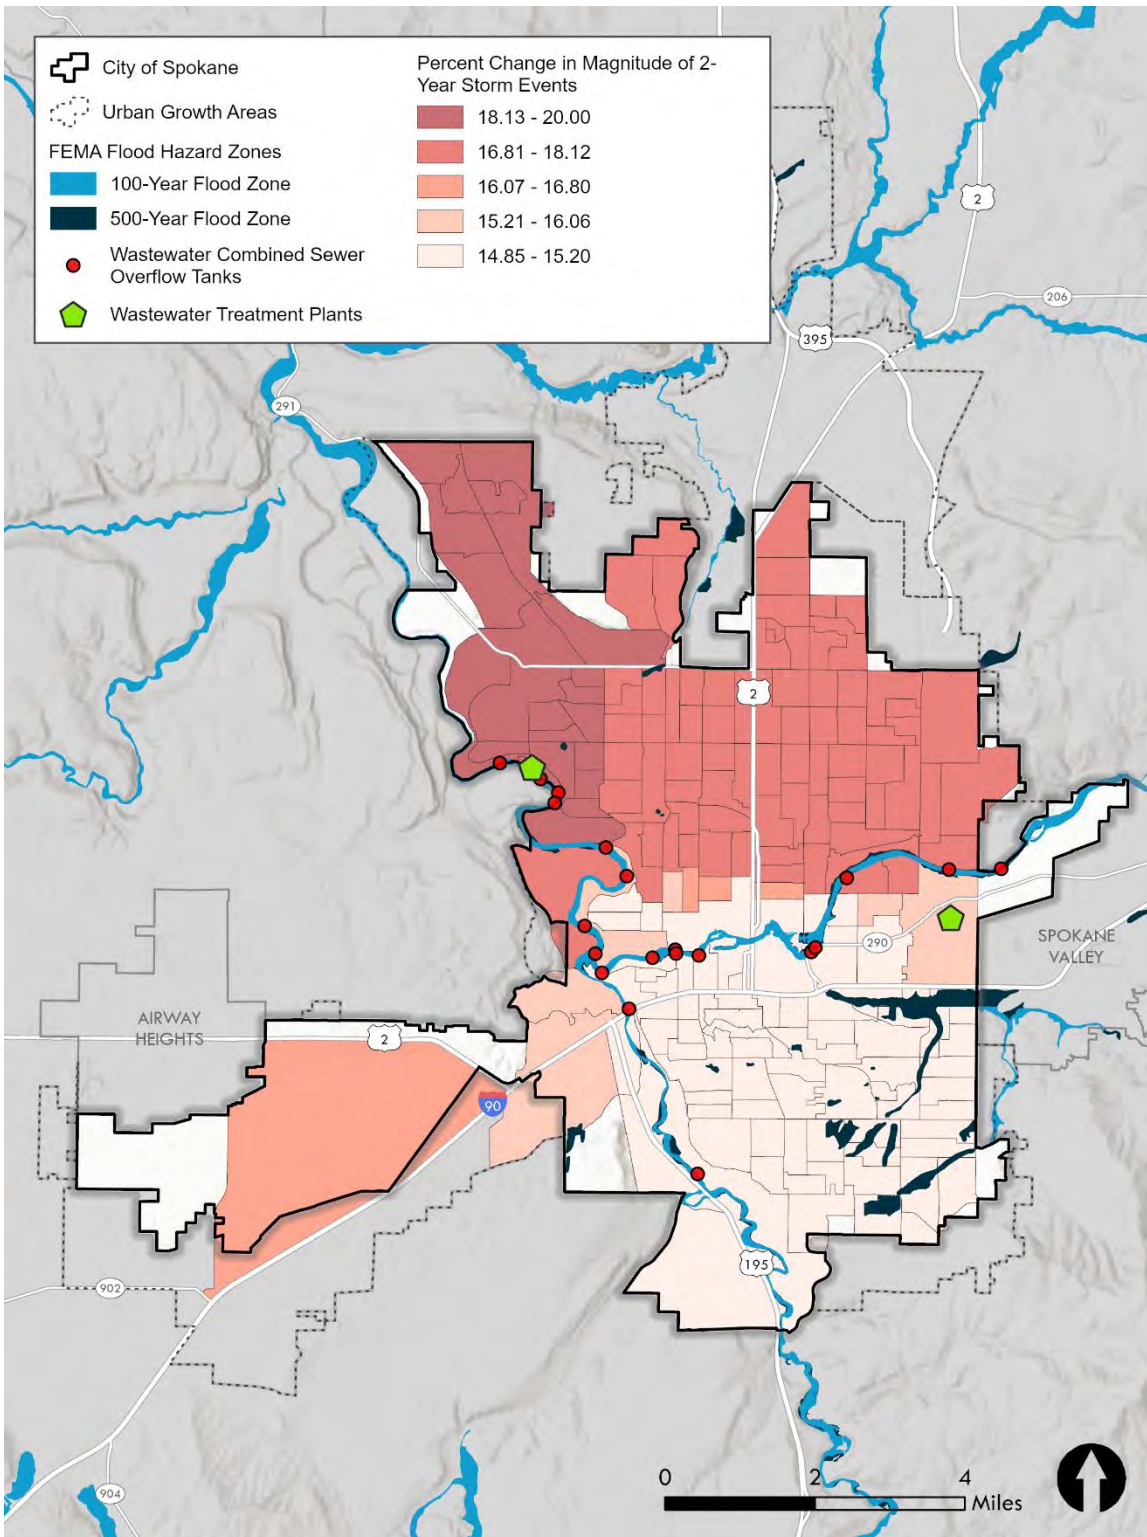 City of Spokane
Urban Growth Areas
FEMA Flood Hazard Zones
100-Year Flood Zone
500-Year Flood Zone
Wastewater Combined Sewer
Overflow Tanks
Wastewater Treatment Plants
Percent Change in Magnitude of 2-
Year Storm Events
18.13 - 20.00
16.81 - 18.12
16.07 - 16.80
15.21 - 16.06
14.85 - 15.20
2
206
395
291
2
290
SPOKANE
VALLEY
AIRWAY
HEIGHTS
2
90
195
902
904
0 2 4
Miles